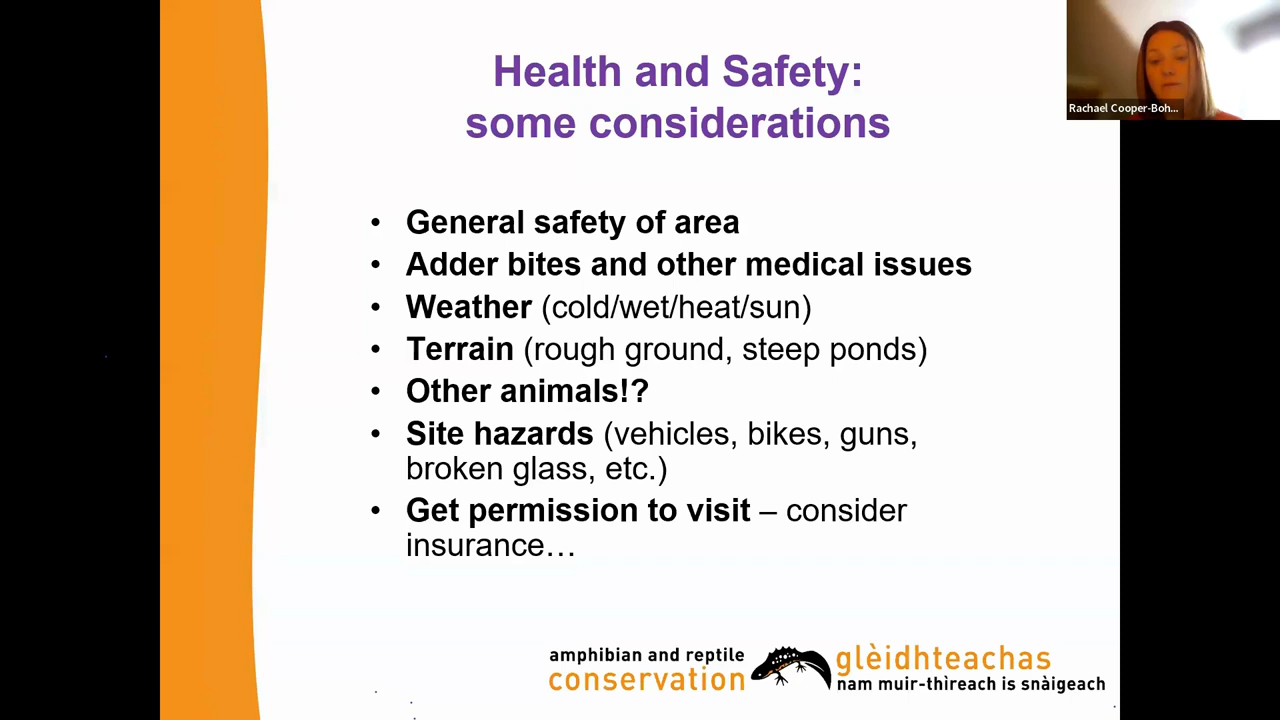 Health and Safety:
some considerations
Rachael Cooper-Boh...
• General safety of area
• Adder bites and other medical issues
• Weather (cold/wet/heat/sun)
• Terrain (rough ground, steep ponds)
• Other animals!?
• Site hazards (vehicles, bikes, guns,
broken glass, etc.)
• Get permission to visit – consider
insurance…
amphibian and reptile
conservation
glèidhteachas
nam muir-thìreach is snàigeach